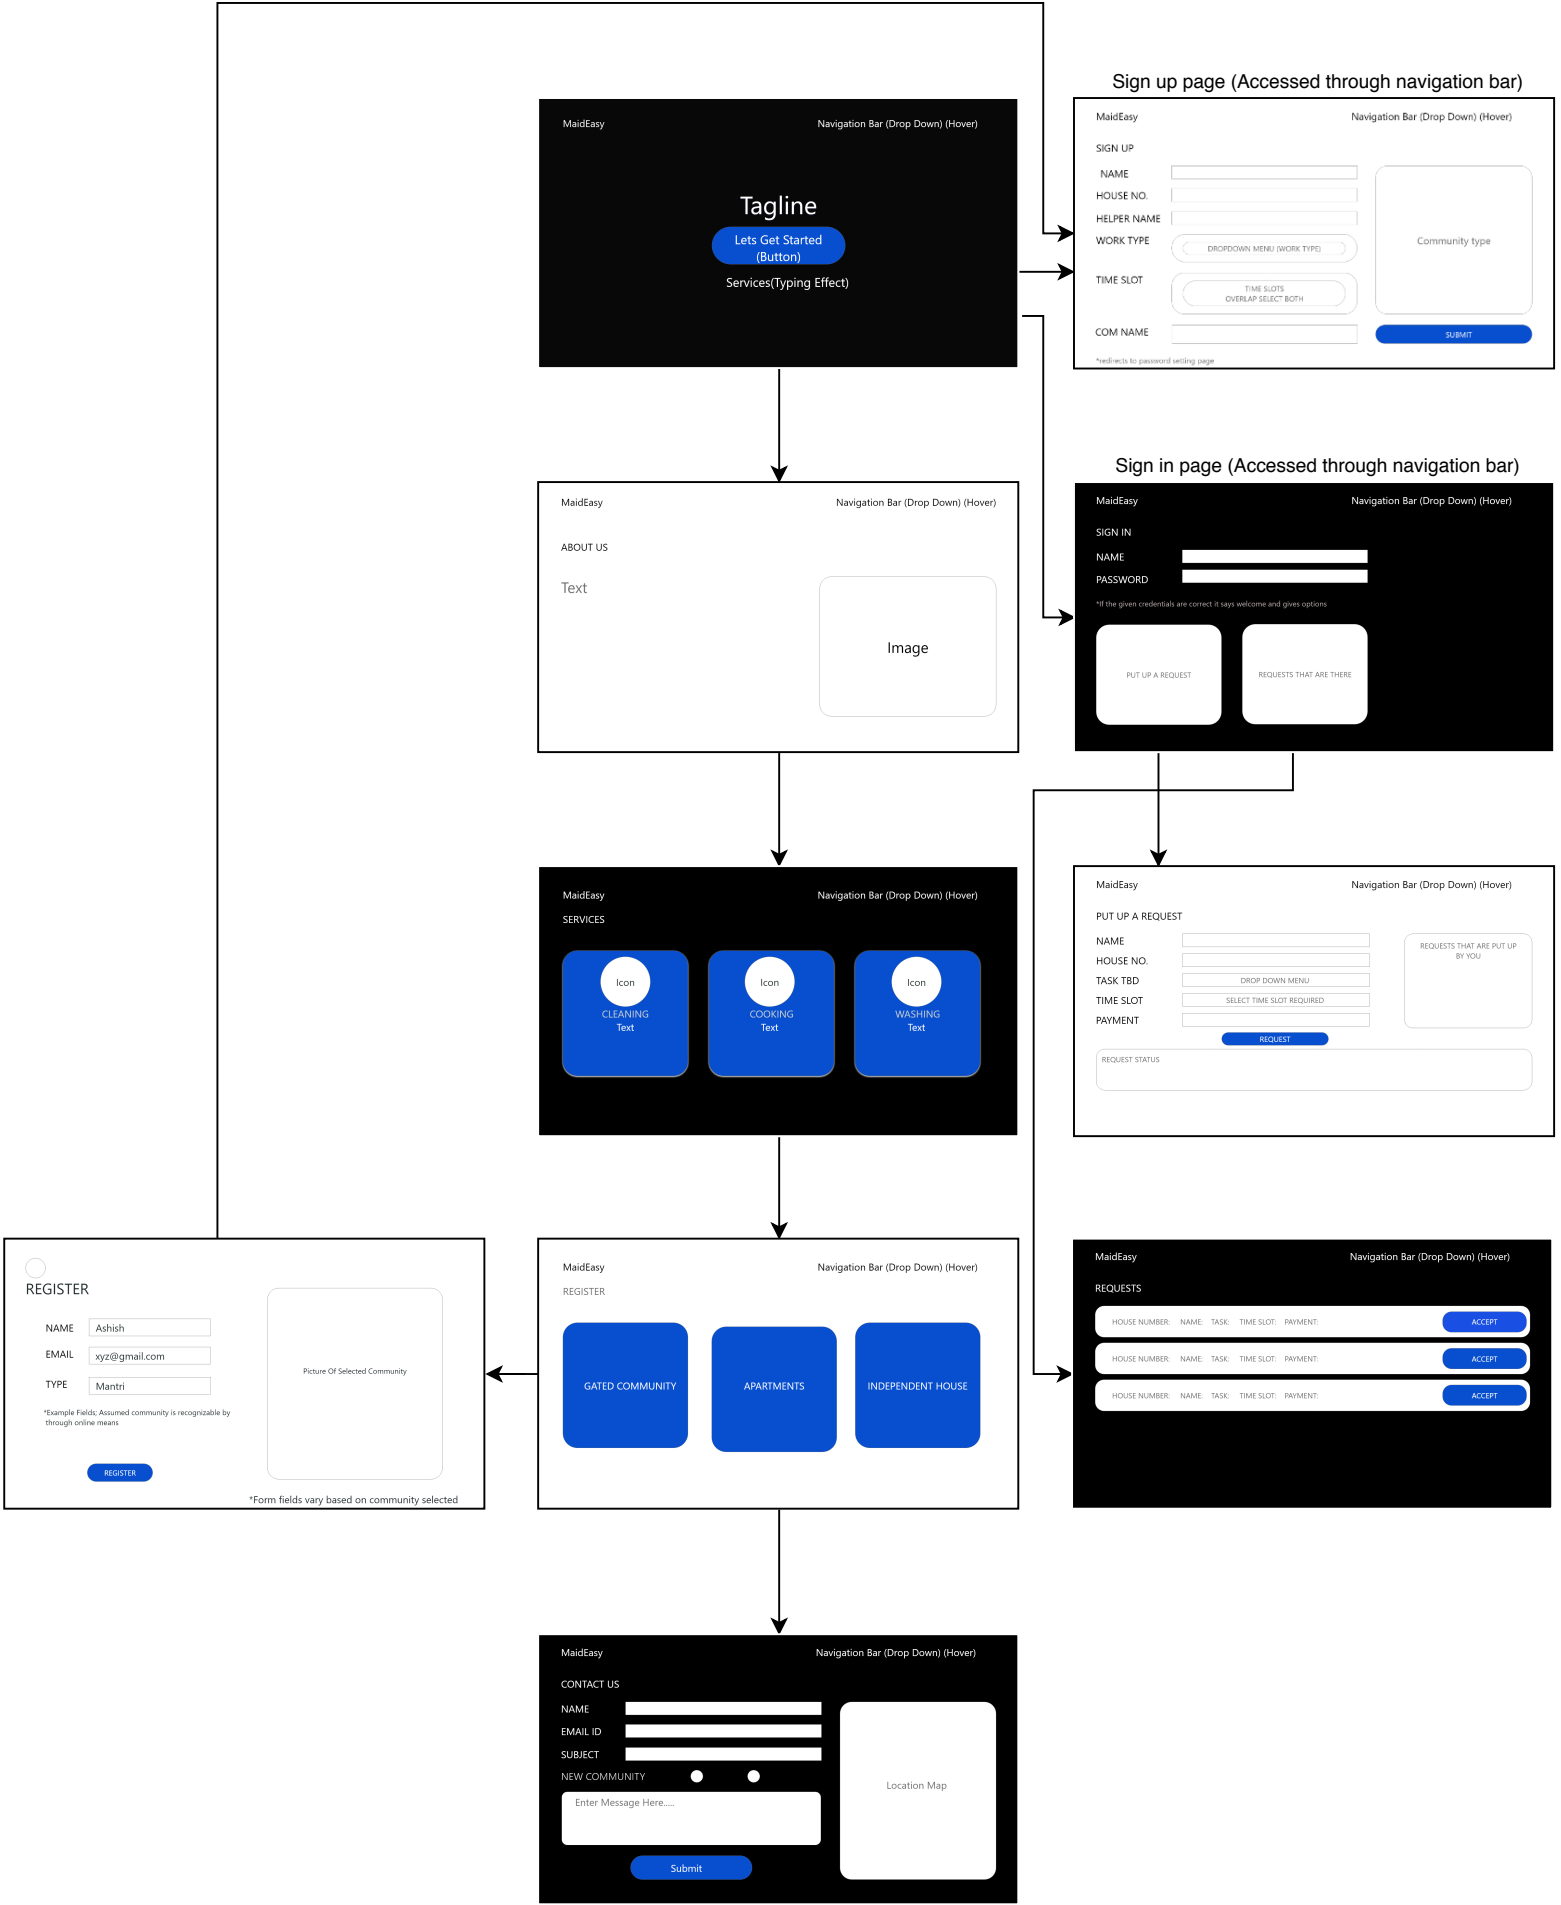 Sign up page (Accessed through navigation bar)
MaidEasy
Navigation Bar (Drop Down) (Hover)
Tagline
Lets Get Started
(Button)
Services(Typing Effect)
MaidEasy
Navigation Bar (Drop Down) (Hover)
SIGN UP
NAME
HOUSE NO.
HELPER NAME
WORK TYPE
DROPDOWN MENU (WORK TYPE)
TIME SLOT
TIME SLOTS
OVERLAP SELECT BOTH
COM NAME
Community type
SUBMIT
*redirects to password setting page
MaidEasy
Navigation Bar (Drop Down) (Hover)
ABOUT US
Text
Image
Sign in page (Accessed through navigation bar)
MaidEasy
Navigation Bar (Drop Down) (Hover)
SIGN IN
NAME
PASSWORD
*If the given credentials are correct it says welcome and gives options
PUT UP A REQUEST
REQUESTS THAT ARE THERE
MaidEasy
Navigation Bar (Drop Down) (Hover)
SERVICES
Icon
CLEANING
Text
Icon
COOKING
Text
Icon
WASHING
Text
MaidEasy
Navigation Bar (Drop Down) (Hover)
PUT UP A REQUEST
NAME
HOUSE NO.
TASK TBD
DROP DOWN MENU
TIME SLOT
SELECT TIME SLOT REQUIRED
PAYMENT
REQUEST
REQUESTS THAT ARE PUT UP
BY YOU
REQUEST STATUS
REGISTER
NAME
Ashish
EMAIL
xyz@gmail.com
TYPE
Mantri
*Example Fields; Assumed community is recognizable by
through online means
REGISTER
Picture Of Selected Community
*Form fields vary based on community selected
MaidEasy
Navigation Bar (Drop Down) (Hover)
REGISTER
GATED COMMUNITY
APARTMENTS
INDEPENDENT HOUSE
MaidEasy
Navigation Bar (Drop Down) (Hover)
REQUESTS
HOUSE NUMBER: NAME: TASK: TIME SLOT: PAYMENT:
ACCEPT
HOUSE NUMBER: NAME: TASK: TIME SLOT: PAYMENT:
ACCEPT
HOUSE NUMBER: NAME: TASK: TIME SLOT: PAYMENT:
ACCEPT
MaidEasy
Navigation Bar (Drop Down) (Hover)
CONTACT US
NAME
EMAIL ID
SUBJECT
NEW COMMUNITY
Enter Message Here.....
Submit
Location Map